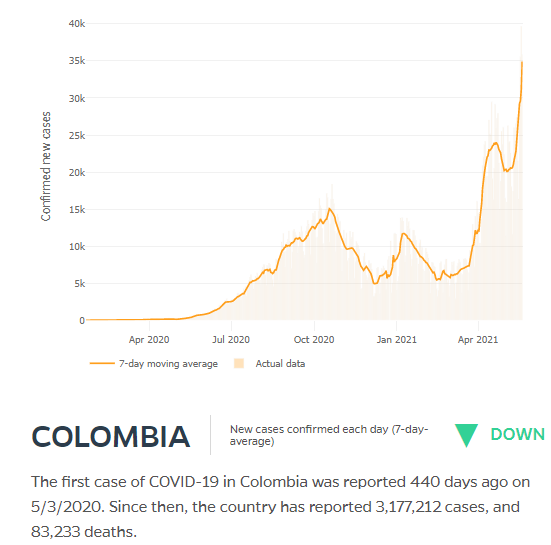 40k
35k
30k
25k
20k
15k
10k
5k
0
Confirmed new cases
Apr 2020 Jul 2020 Oct 2020 Jan 2021 Apr 2021
7-day moving average Actual data
COLOMBIA
New cases confirmed each day (7-day-
average)
DOWN
The first case of COVID-19 in Colombia was reported 440 days ago on
5/3/2020. Since then, the country has reported 3,177,212 cases, and
83,233 deaths.